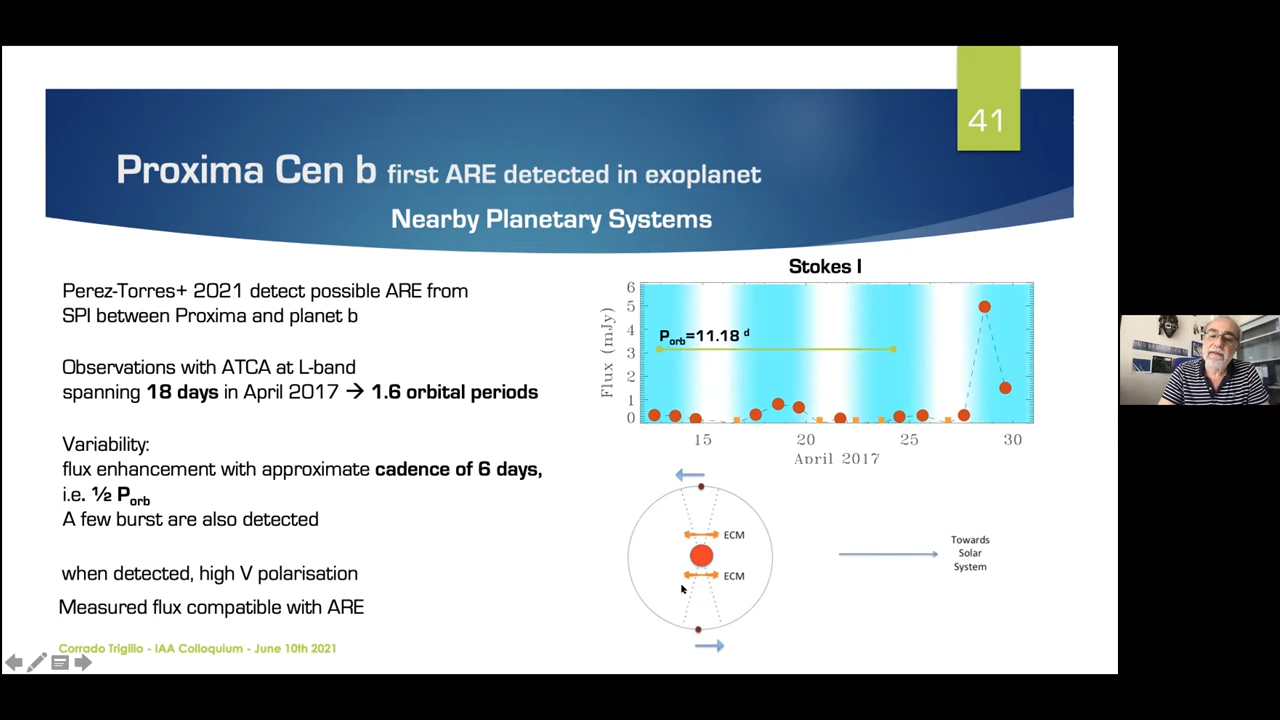 41
Proxima Cen b first ARE detected in exoplanet
Nearby Planetary Systems
Perez-Torres+ 2021 detect possible ARE from
SPI between Proxima and planet b
Observations with ATCA at L-band
spanning 18 days in April 2017 → 1.6 orbital periods
Variability:
flux enhancement with approximate cadence of 6 days,
i.e. ½ Porb
A few burst are also detected
when detected, high V polarisation
Measured flux compatible with ARE
Stokes I
Flux (mJy)
6
5
4
3
2
1
0
Porb=11.18 d
15 20 25 30
April 2017
ECM
ECM
Towards
Solar
System
Corrado Trigilio - IAA Colloquium - June 10th 2021